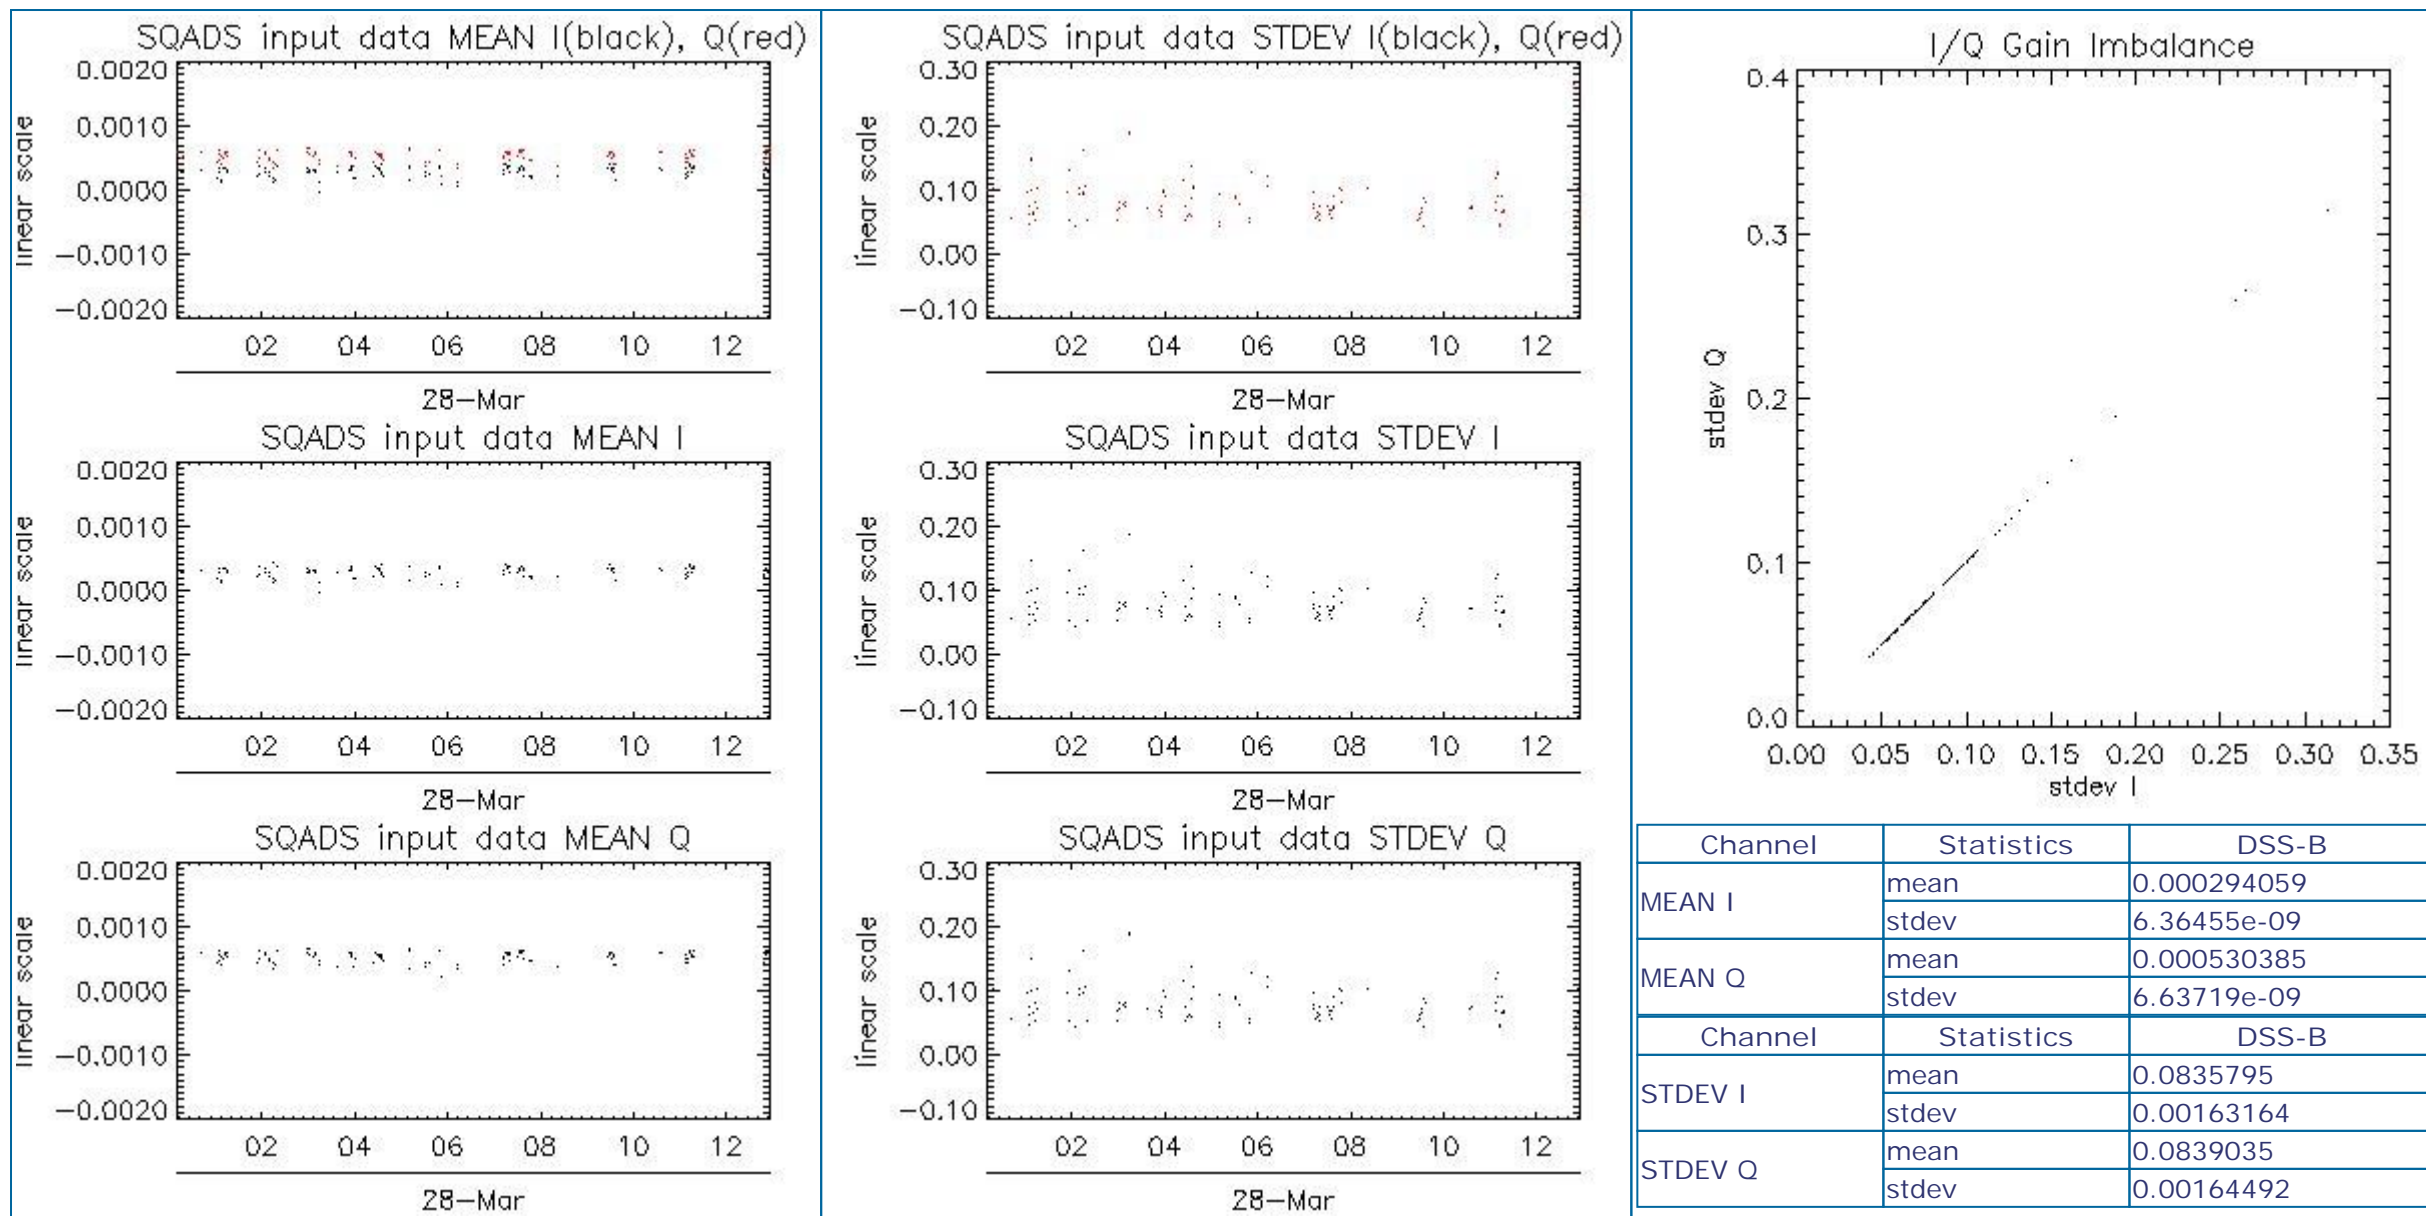 SQADS input data MEAN I(black), Q(red)
0.0020
0.0010
0.0000
−0.0010
−0.0020
linear scale
02 04 06 08 10 12
28−Mar
SQADS input data MEAN I
0.0020
0.0010
0.0000
−0.0010
−0.0020
linear scale
02 04 06 08 10 12
28−Mar
SQADS input data MEAN Q
0.0020
0.0010
0.0000
−0.0010
−0.0020
linear scale
02 04 06 08 10 12
28−Mar
SQADS input data STDEV I(black), Q(red)
0.30
0.20
0.10
0.00
−0.10
linear scale
02 04 06 08 10 12
28−Mar
SQADS input data STDEV I
0.30
0.20
0.10
0.00
−0.10
linear scale
02 04 06 08 10 12
28−Mar
SQADS input data STDEV Q
0.30
0.20
0.10
0.00
−0.10
linear scale
02 04 06 08 10 12
28−Mar
I/Q Gain Imbalance
0.4
0.3
0.2
0.1
0.0
stdev Q
0.00 0.05 0.10 0.15 0.20 0.25 0.30 0.35
stdev I
Channel Statistics DSS-B
MEAN I mean 0.000294059
stdev 6.36455e-09
MEAN Q mean 0.000530385
stdev 6.63719e-09
Channel Statistics DSS-B
STDEV I mean 0.0835795
stdev 0.00163164
STDEV Q mean 0.0839035
stdev 0.00164492